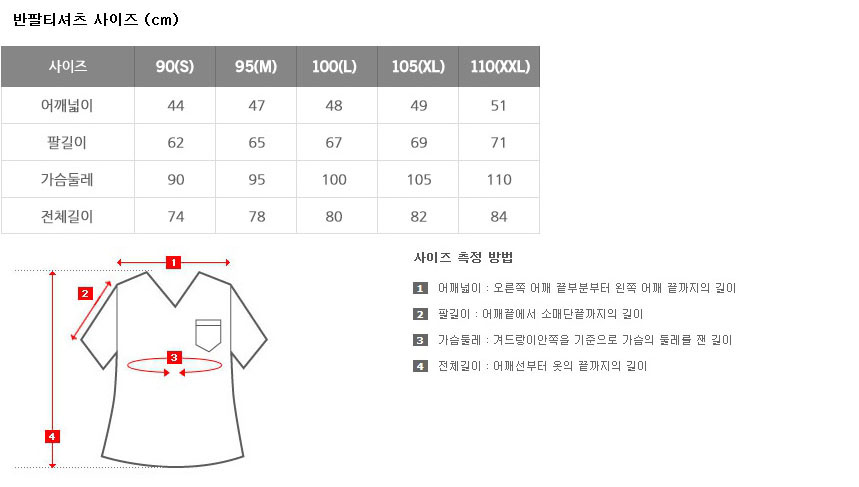 반팔티셔츠 사이즈 (cm)
사이즈 90(S) 95(M) 100(L) 105(XL) 110(XXL)
어깨넓이 44 47 48 49 51
팔길이 62 65 67 69 71
가슴둘레 90 95 100 105 110
전체길이 74 78 80 82 84
사이즈 측정 방법
1 어깨넓이 : 오른쪽 어깨 끝부분부터 왼쪽 어깨 끝까지의 길이
2 팔길이 : 어깨끝에서 소매단끝까지의 길이
3 가슴둘레 : 겨드랑이안쪽을 기준으로 가슴의 둘레를 잰 길이
4 전체길이 : 어깨선부터 옷의 끝까지의 길이
1
2
3
4